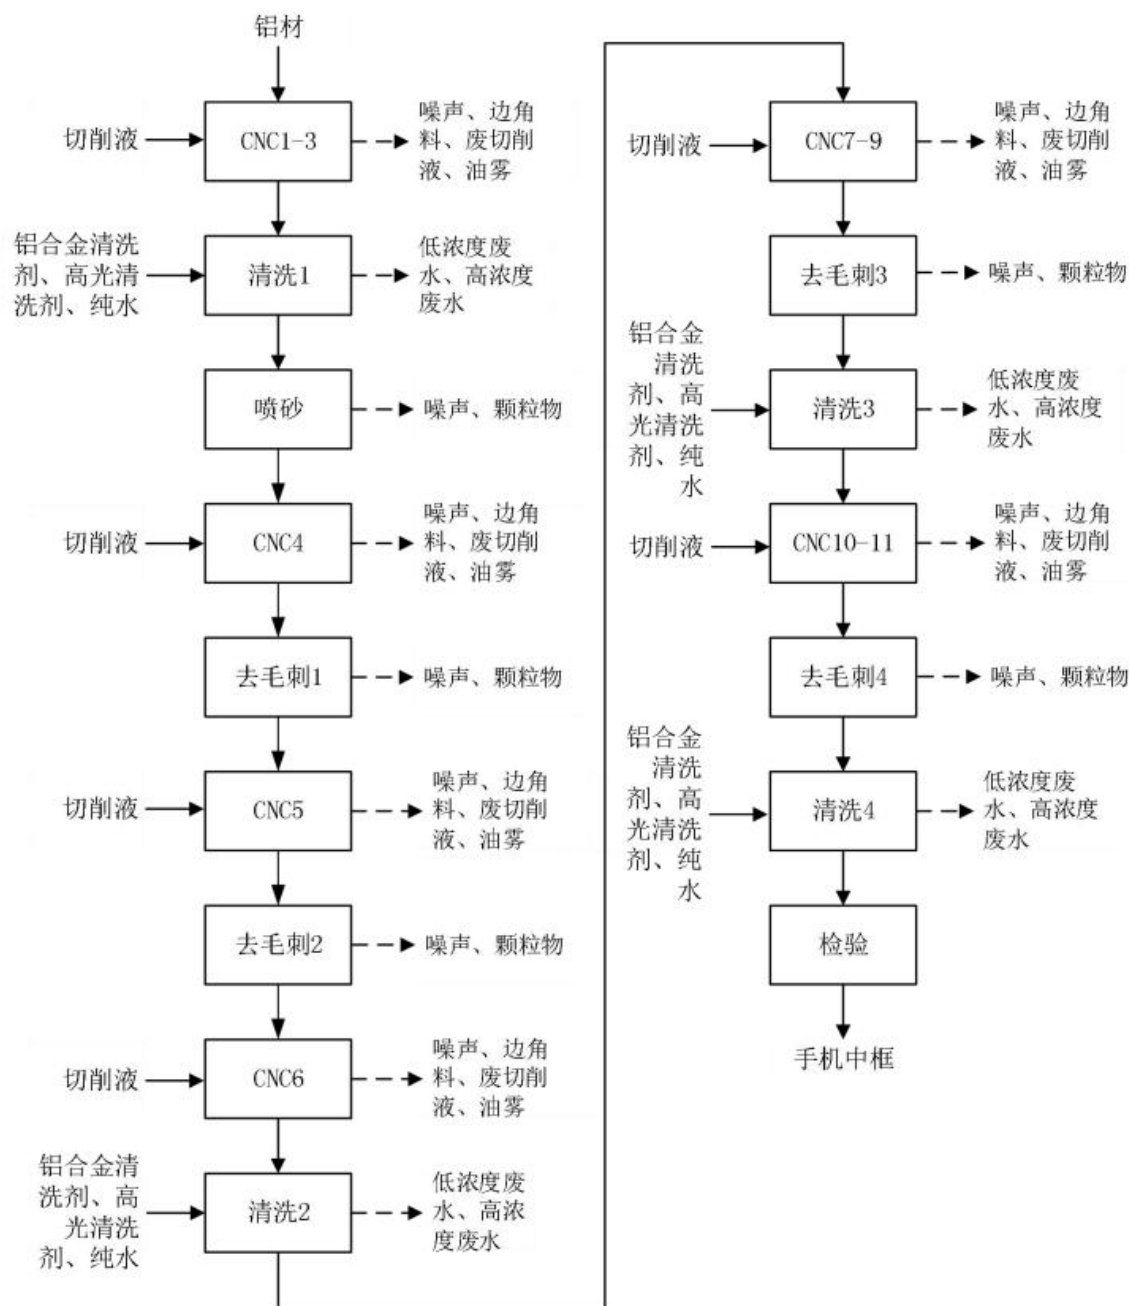 铝材
切削液
CNC1-3
噪声、边角
料、废切削
液、油雾
铝合金清洗
剂、高光清
洗剂、纯水
清洗1
低浓度废
水、高浓度
废水
喷砂
噪声、颗粒物
切削液
CNC4
噪声、边角
料、废切削
液、油雾
去毛刺1
噪声、颗粒物
切削液
CNC5
噪声、边角
料、废切削
液、油雾
去毛刺2
噪声、颗粒物
切削液
CNC6
噪声、边角
料、废切削
液、油雾
铝合金清
洗剂、高
光清洗
剂、纯水
清洗2
低浓度废
水、高浓
度废水
切削液
CNC7-9
噪声、边角
料、废切削
液、油雾
去毛刺3
噪声、颗粒物
铝合金
清洗
剂、高
光清洗
剂、纯
水
清洗3
低浓度废
水、高浓度
废水
切削液
CNC10-11
噪声、边角
料、废切削
液、油雾
去毛刺4
噪声、颗粒物
铝合金
清洗
剂、高
光清洗
剂、纯
水
清洗4
低浓度废
水、高浓度
废水
检验
手机中框